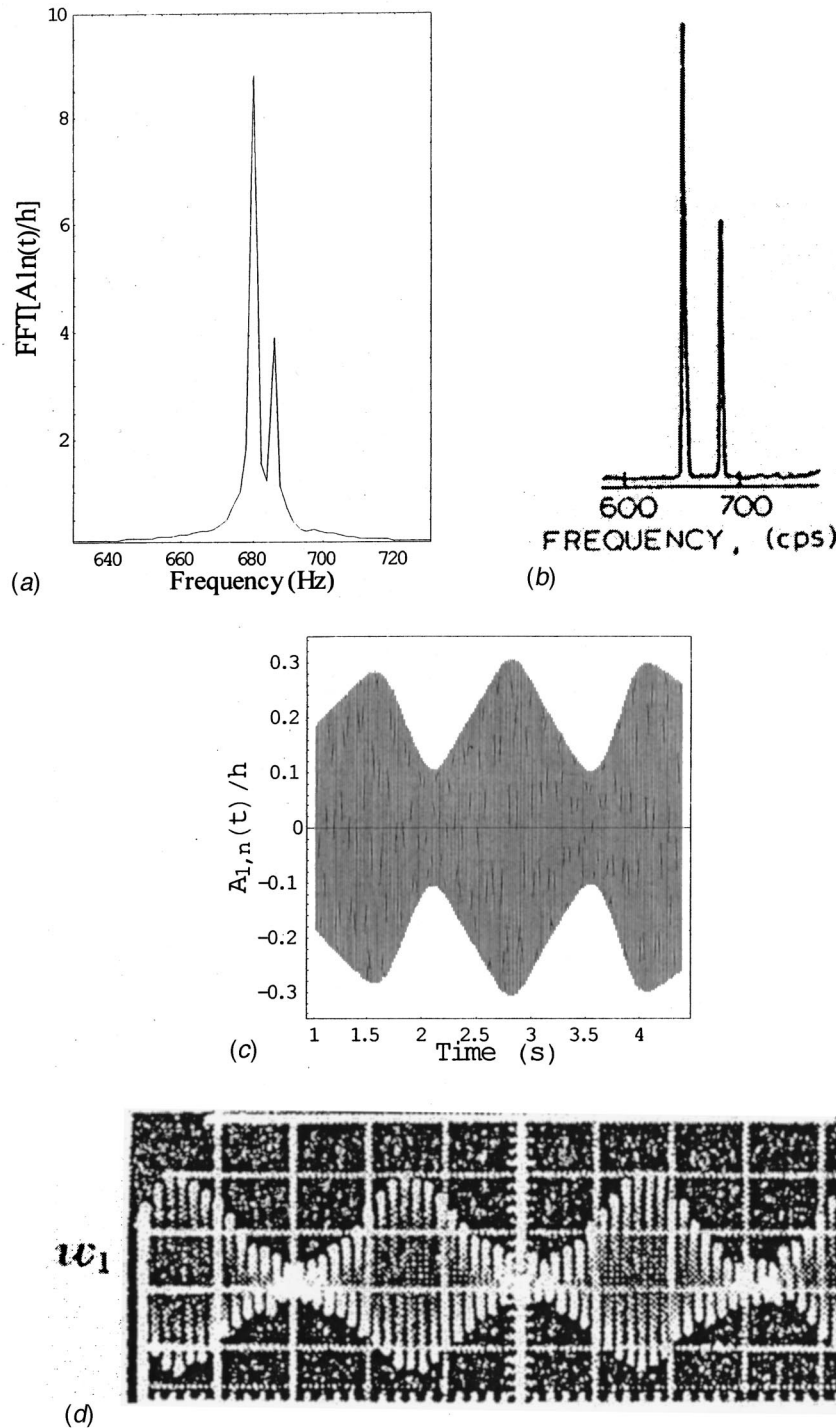 10
8
6
4
2
FFT[A1n(t)/h]
640 660 680 700 720
Frequency (Hz)
(a)
600 700
FREQUENCY, (cps)
(b)
0.3
0.2
0.1
0
-0.1
-0.2
-0.3
A1,n(t)/h
1 1.5 2 2.5 3 3.5 4
Time (s)
(c)
w1
(d)